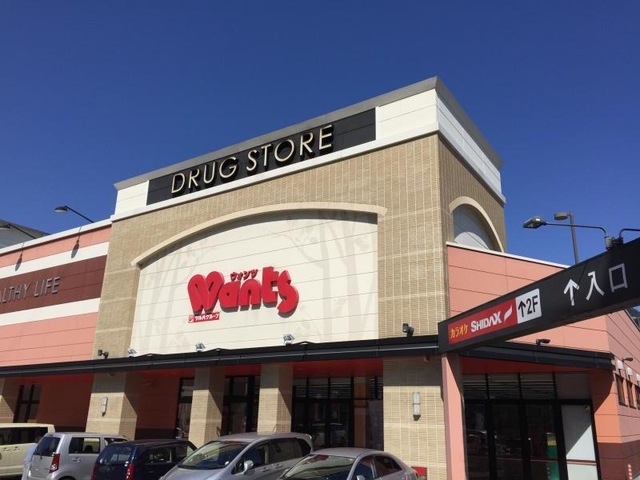 DRUG STORE
ウォンツ
Wants
ツルハグループ
ALTHY LIFE
↑入口
カラオケ SHIDAX ↑2F